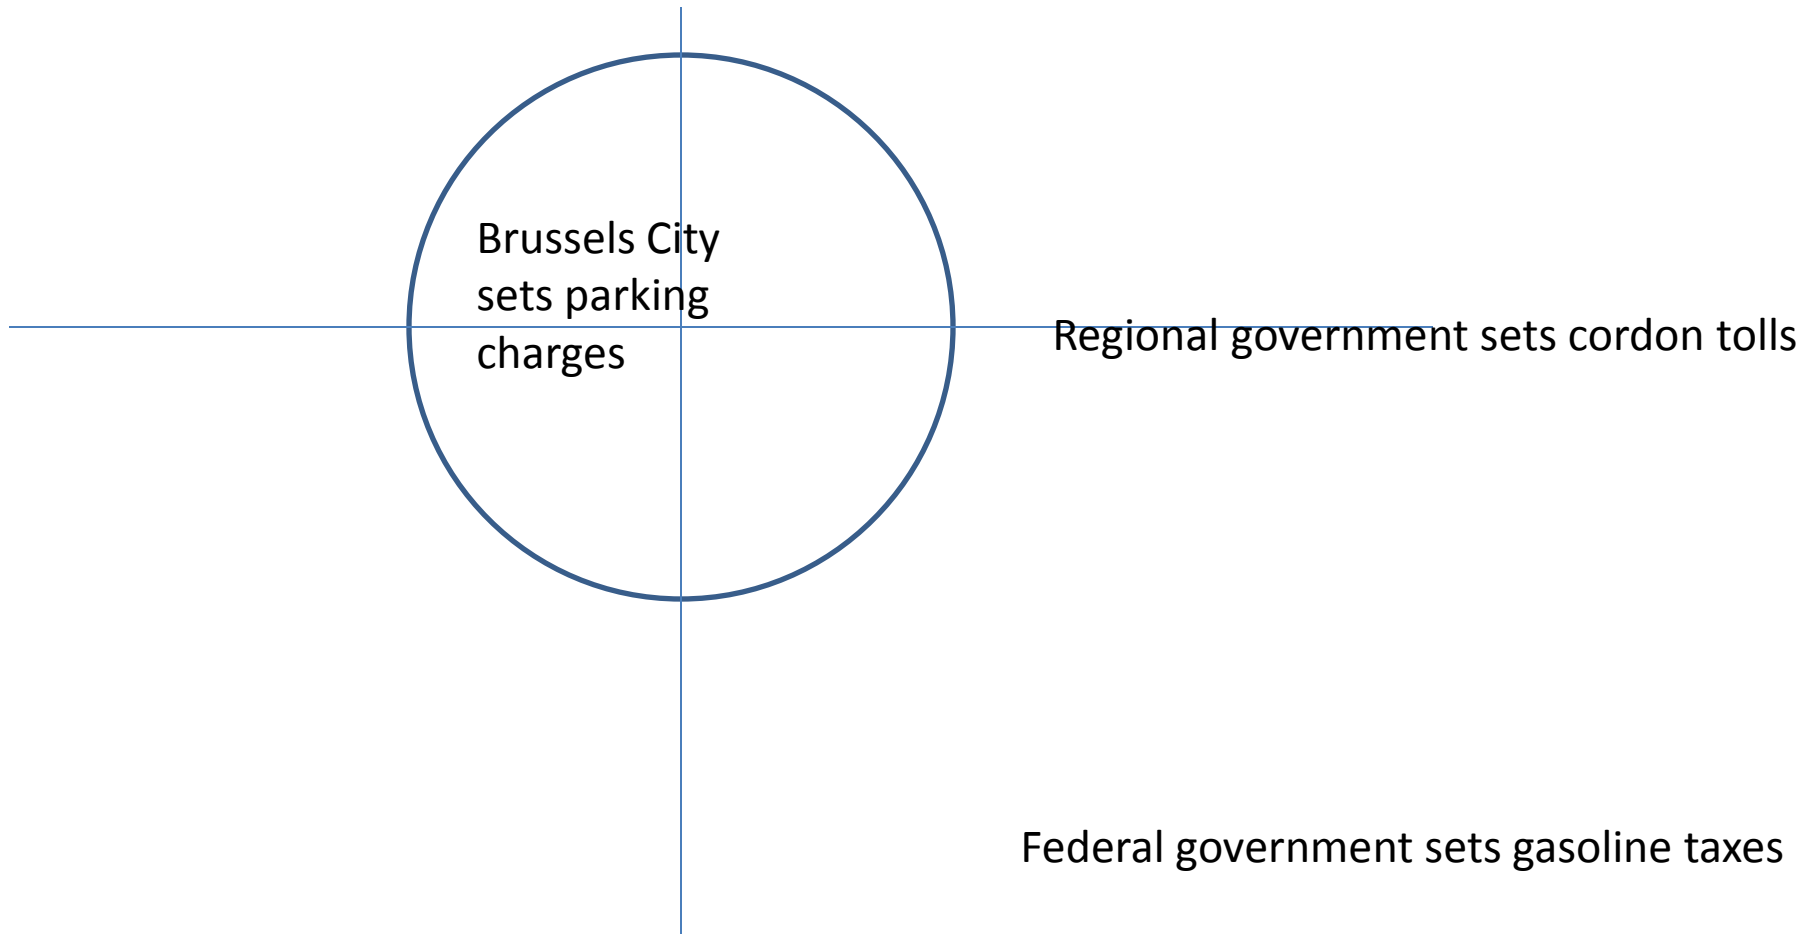 Brussels City
sets parking
charges
Regional government sets cordon tolls
Federal government sets gasoline taxes